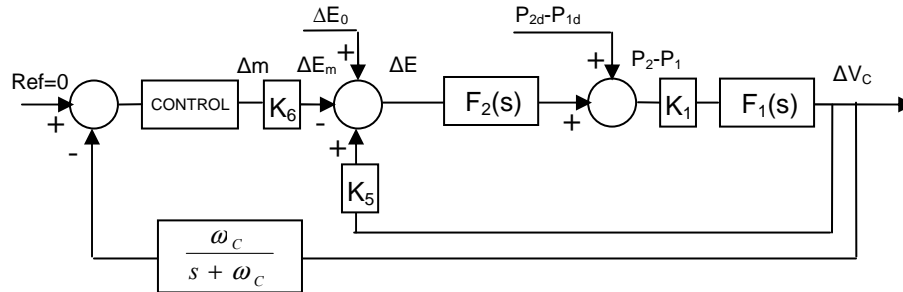 ΔE₀
P₂d-P₁d
Ref=0
Δm
ΔEₘ
ΔE
P₂-P₁
ΔV_C
+
+
CONTROL
K₆
F₂(s)
K₁
F₁(s)
+
-
+
-
+
K₅
ω_C
s + ω_C